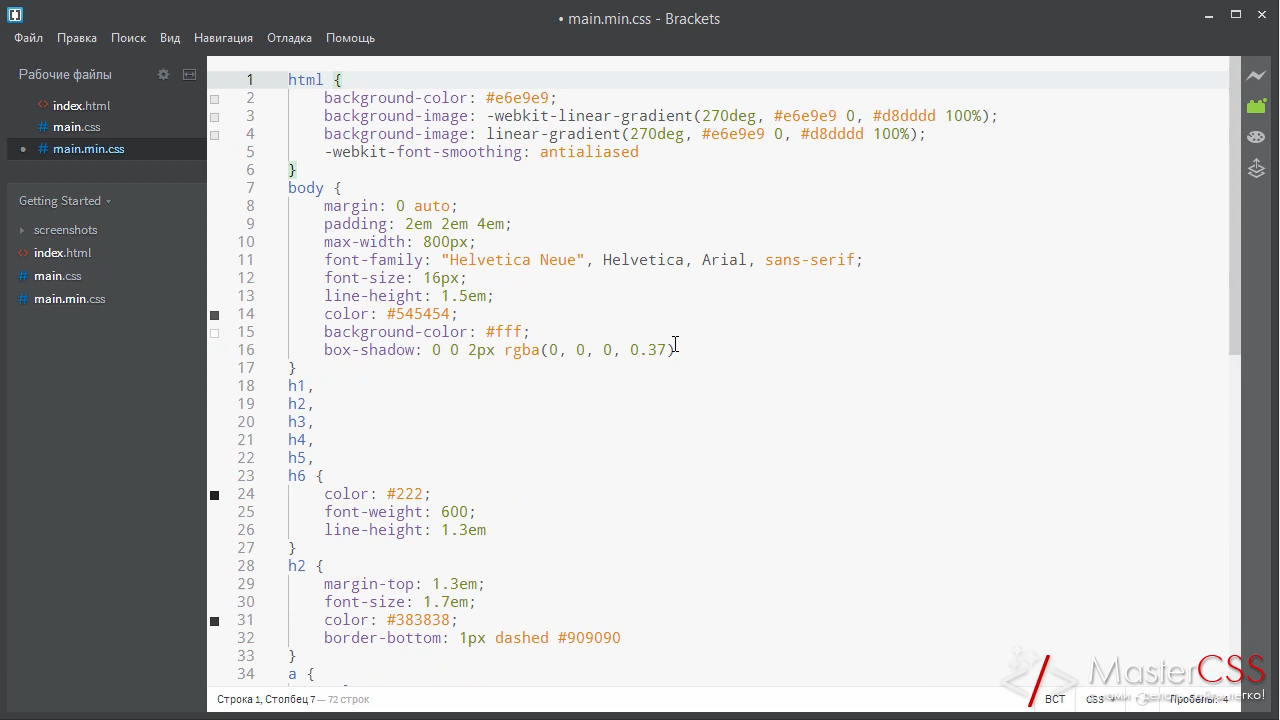 • main.min.css - Brackets
Файл Правка Поиск Вид Навигация Отладка Помощь
Рабочие файлы
index.html
main.css
• main.min.css
Getting Started
screenshots
index.html
main.css
main.min.css
1 html {
2 background-color: #e6e9e9;
3 background-image: -webkit-linear-gradient(270deg, #e6e9e9 0, #d8dddd 100%);
4 background-image: linear-gradient(270deg, #e6e9e9 0, #d8dddd 100%);
5 -webkit-font-smoothing: antialiased
6 }
7 body {
8 margin: 0 auto;
9 padding: 2em 2em 4em;
10 max-width: 800px;
11 font-family: "Helvetica Neue", Helvetica, Arial, sans-serif;
12 font-size: 16px;
13 line-height: 1.5em;
14 color: #545454;
15 background-color: #fff;
16 box-shadow: 0 0 2px rgba(0, 0, 0, 0.37)
17 }
18 h1,
19 h2,
20 h3,
21 h4,
22 h5,
23 h6 {
24 color: #222;
25 font-weight: 600;
26 line-height: 1.3em
27 }
28 h2 {
29 margin-top: 1.3em;
30 font-size: 1.7em;
31 color: #383838;
32 border-bottom: 1px dashed #909090
33 }
34 a {
MasterCSS
Строка 1, Столбец 7 — 72 строк
ВСТ CSS Пробелы: 4